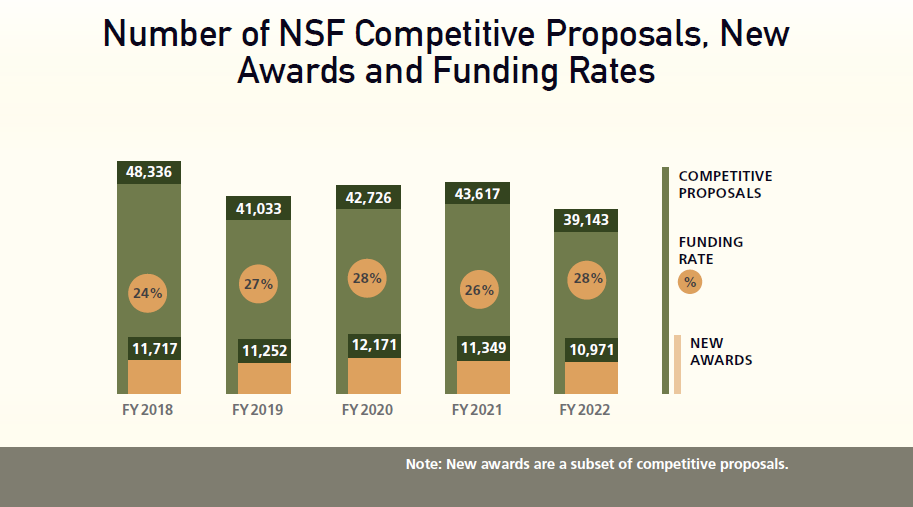 Number of NSF Competitive Proposals, New
Awards and Funding Rates
48,336
41,033
42,726
43,617
39,143
24%
27%
28%
26%
28%
11,717
11,252
12,171
11,349
10,971
FY 2018
FY 2019
FY 2020
FY 2021
FY 2022
COMPETITIVE
PROPOSALS
FUNDING
RATE
%
NEW
AWARDS
Note: New awards are a subset of competitive proposals.